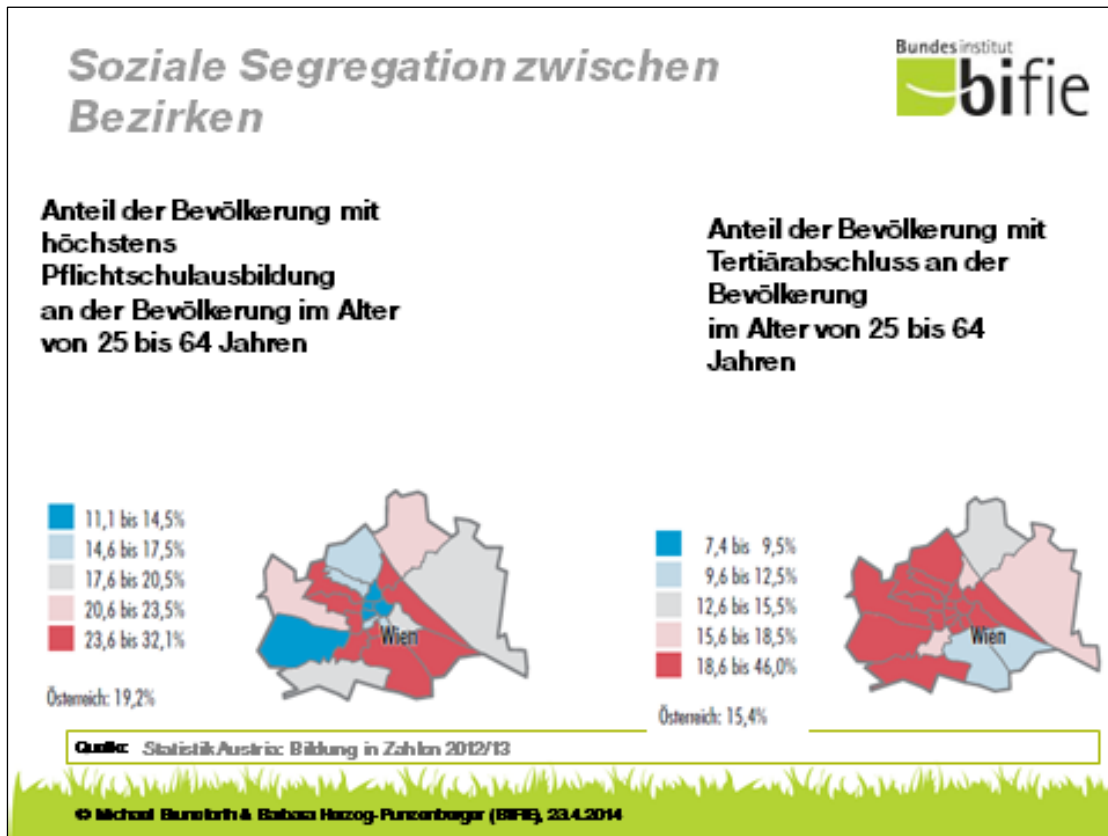 Soziale Segregation zwischen
Bezirken
Bundesinstitut
bifie
Anteil der Bevölkerung mit
höchstens
Pflichtschulausbildung
an der Bevölkerung im Alter
von 25 bis 64 Jahren
Anteil der Bevölkerung mit
Tertiärabschluss an der
Bevölkerung
im Alter von 25 bis 64
Jahren
11,1 bis 14,5%
14,6 bis 17,5%
17,6 bis 20,5%
20,6 bis 23,5%
23,6 bis 32,1%
Österreich: 19,2%
Wien
7,4 bis 9,5%
9,6 bis 12,5%
12,6 bis 15,5%
15,6 bis 18,5%
18,6 bis 46,0%
Österreich: 15,4%
Wien
Quelle: Statistik Austria: Bildung in Zahlen 2012/13
© Michael Bruneforth & Barbara Herzog-Punzenberger (BIFIE), 23.4.2014